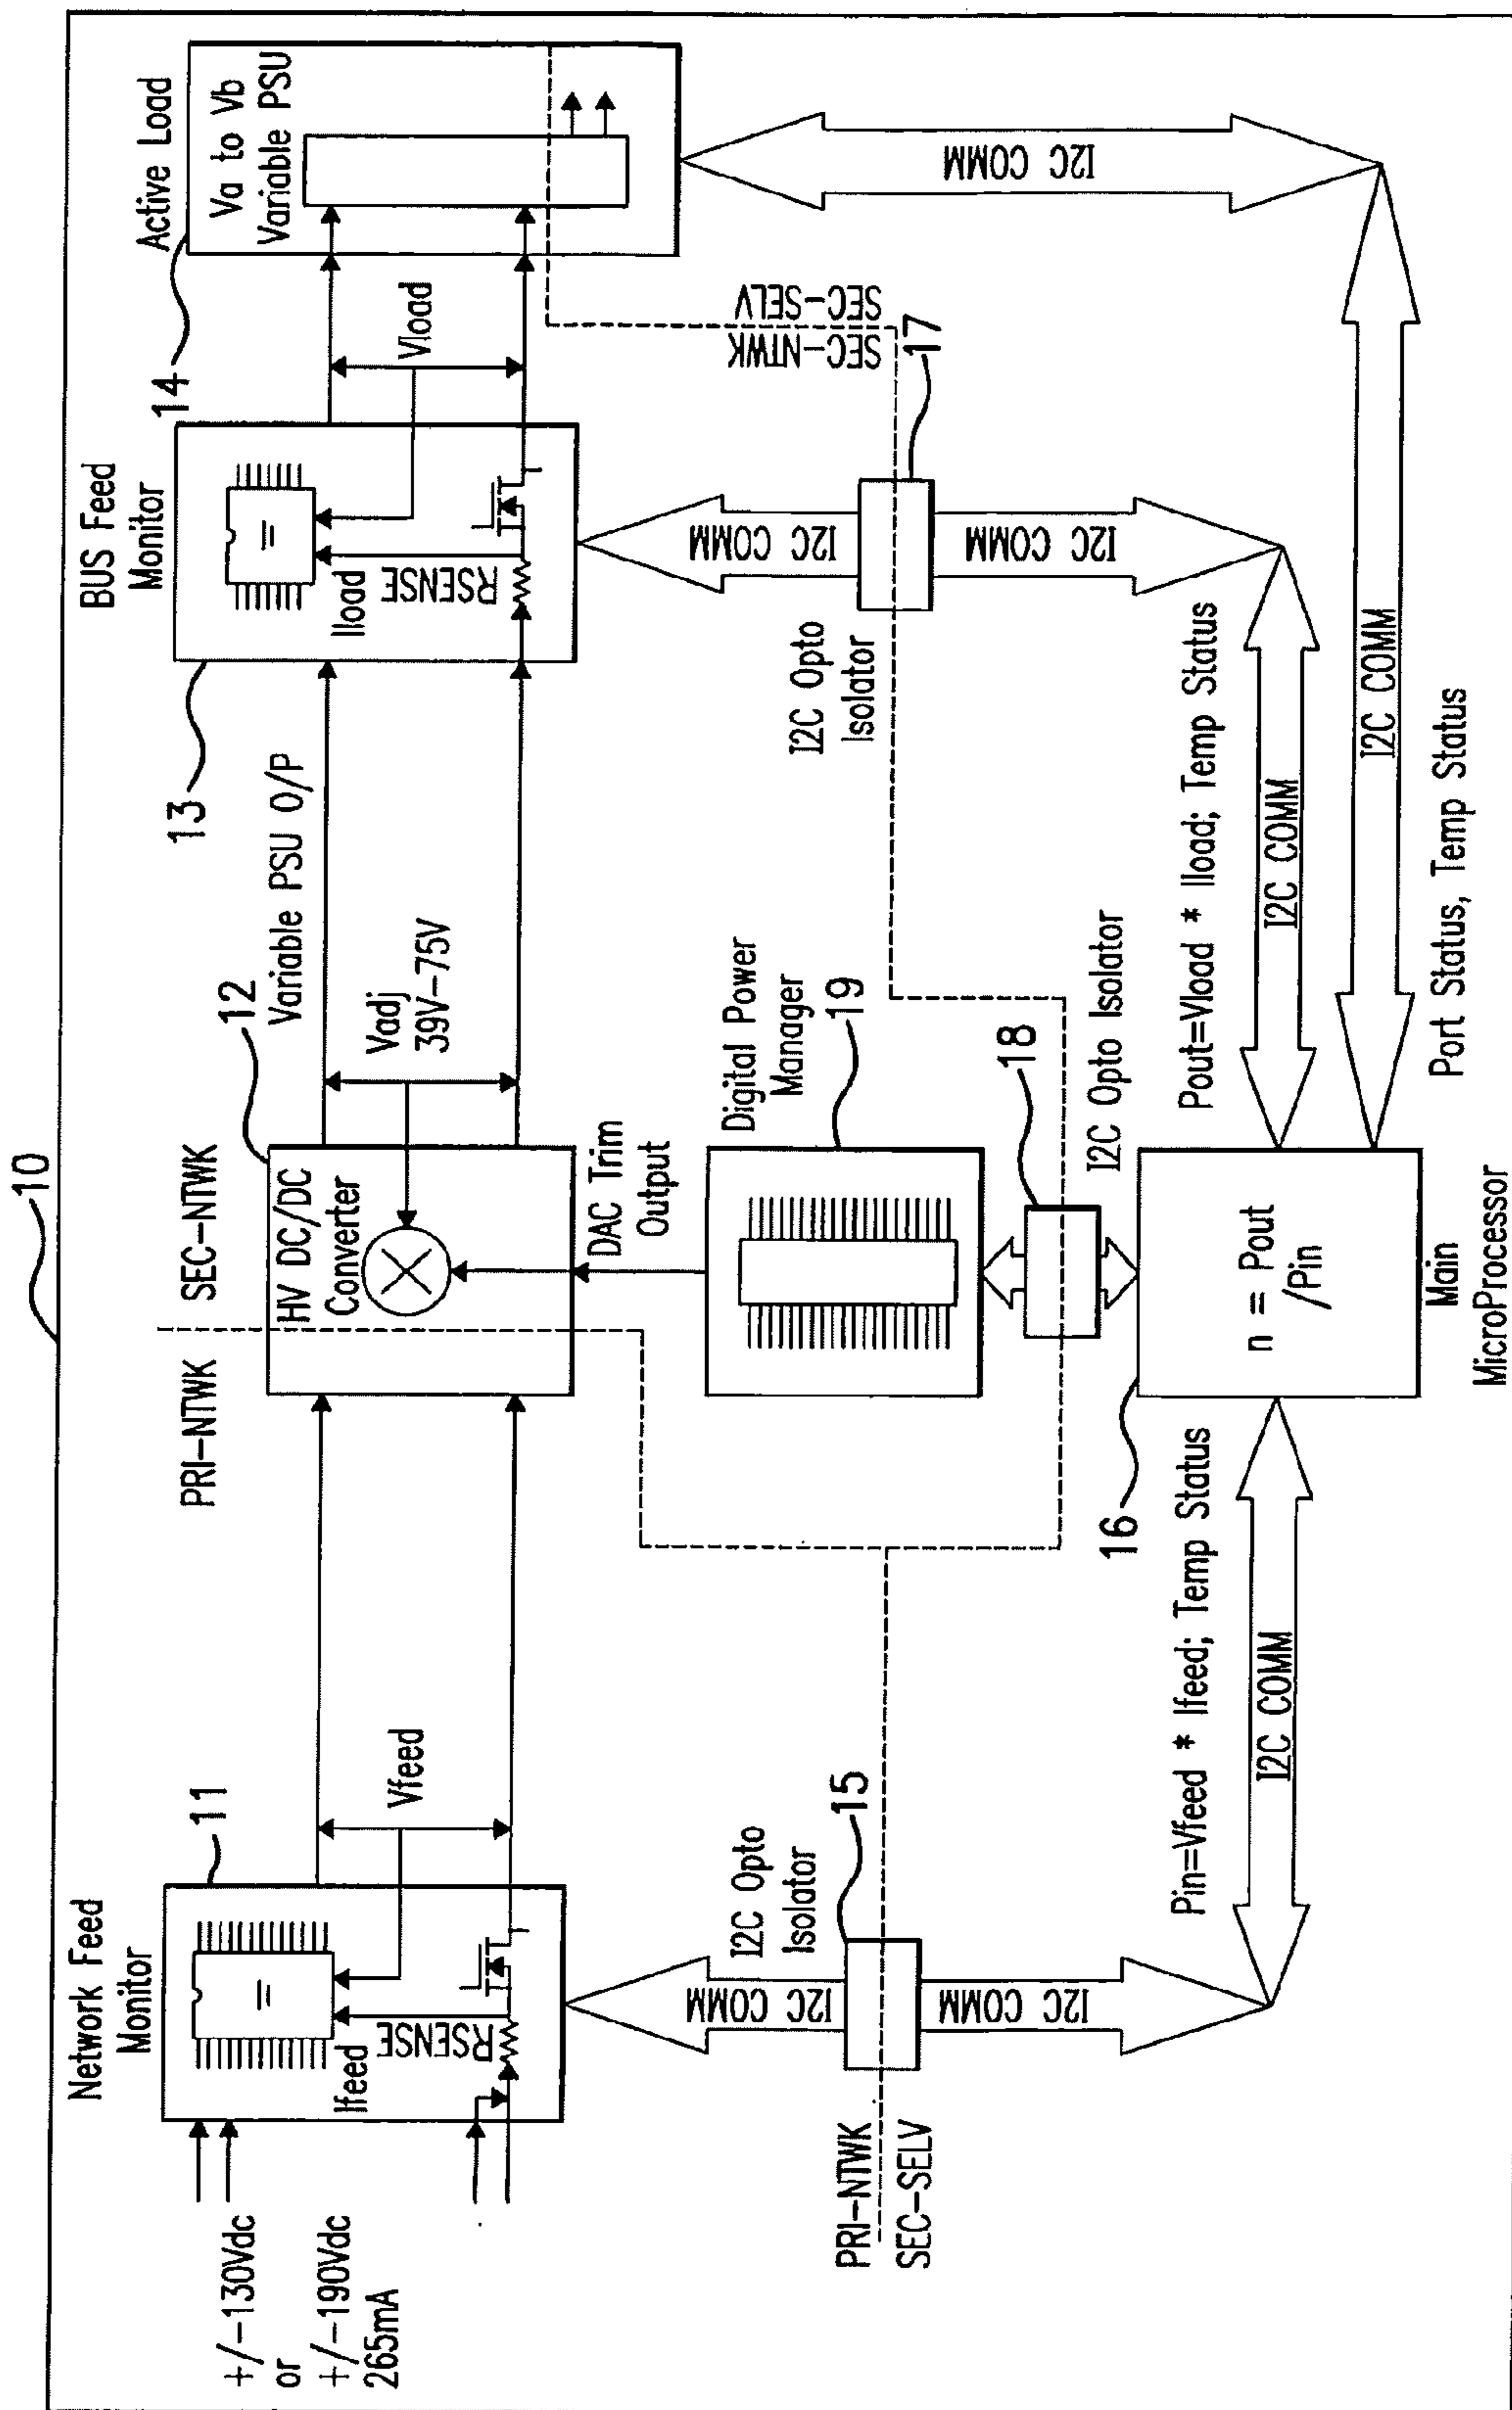 10
PRI-NTWK
SEC-NTWK
Network Feed
Monitor
11
Ifeed
RSENSE
+/-130Vdc
or
+/-190Vdc
265mA
Vfeed
HV DC/DC
Converter
12
Variable PSU O/P
Vadj
39V-75V
BUS Feed
Monitor
13
Iload
RSENSE
Vload
Active Load
14
Va to Vb
Variable PSU
DAC Trim
Output
Digital Power
Manager
19
SEC-NTWK
SEC-SELV
PRI-NTWK
SEC-SELV
I2C Opto
Isolator
15
I2C COMM
I2C COMM
I2C Opto
Isolator
17
I2C COMM
I2C COMM
I2C COMM
18
I2C Opto Isolator
Pin=Vfeed * Ifeed; Temp Status
I2C COMM
16
n = Pout
/Pin
Main
MicroProcessor
Pout=Vload * Iload; Temp Status
I2C COMM
I2C COMM
Port Status, Temp Status